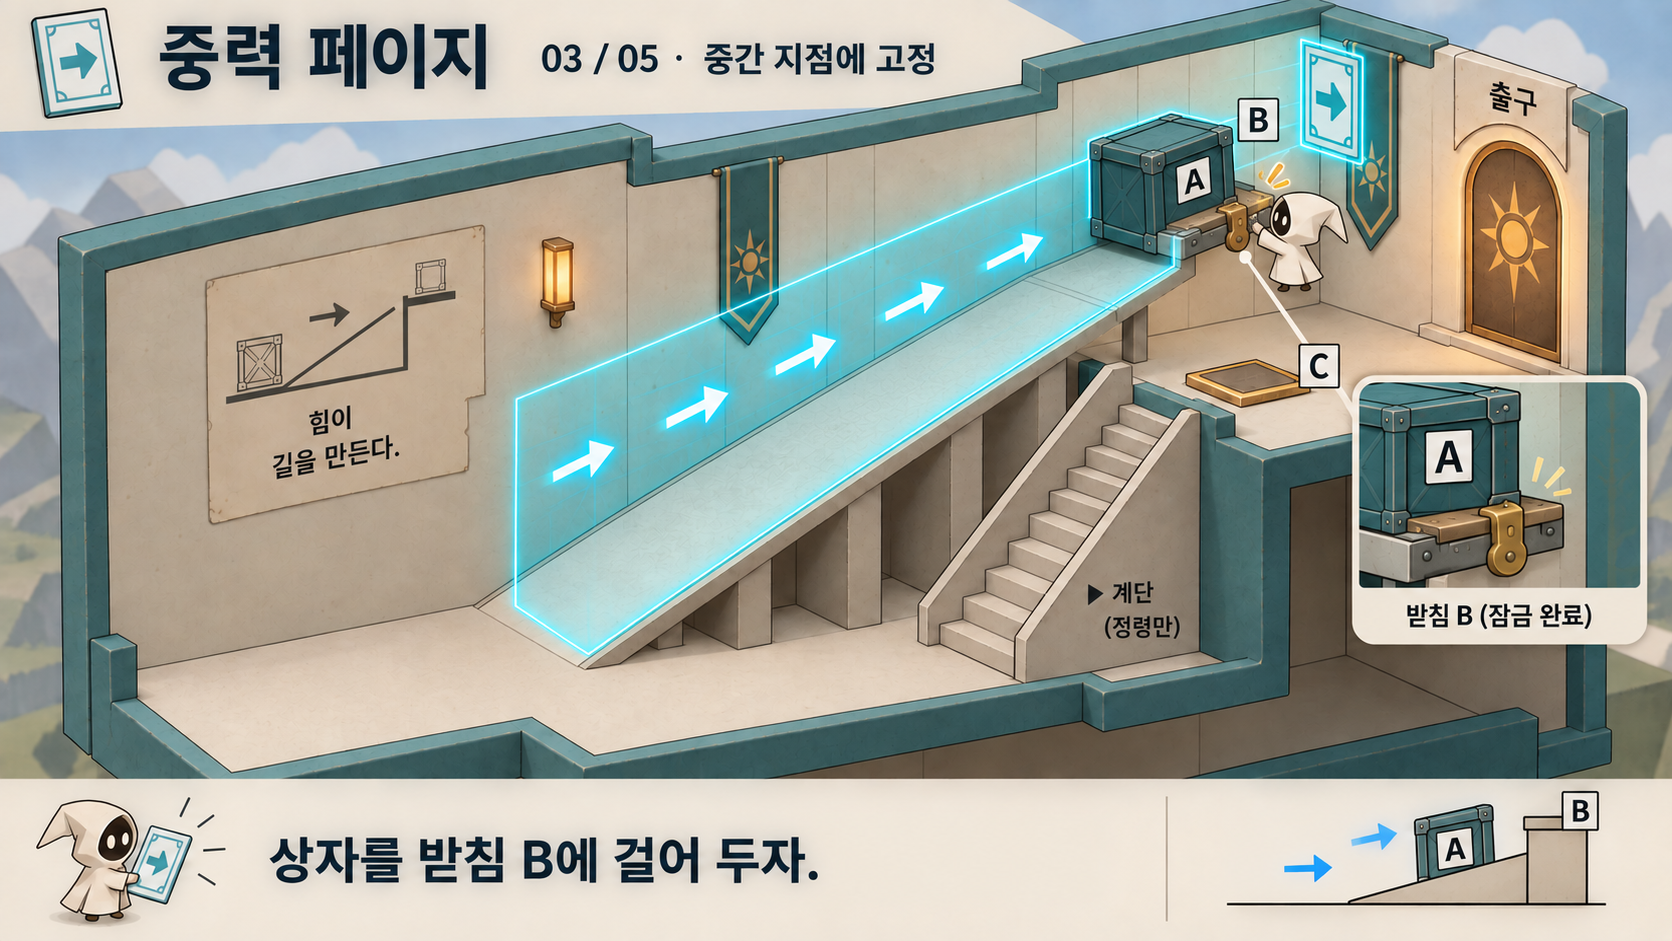 중력 페이지
03 / 05 · 중간 지점에 고정
출구
B
A
힘이
길을 만든다.
C
A
▶ 계단
(정령만)
받침 B (잠금 완료)
상자를 받침 B에 걸어 두자.
B
A